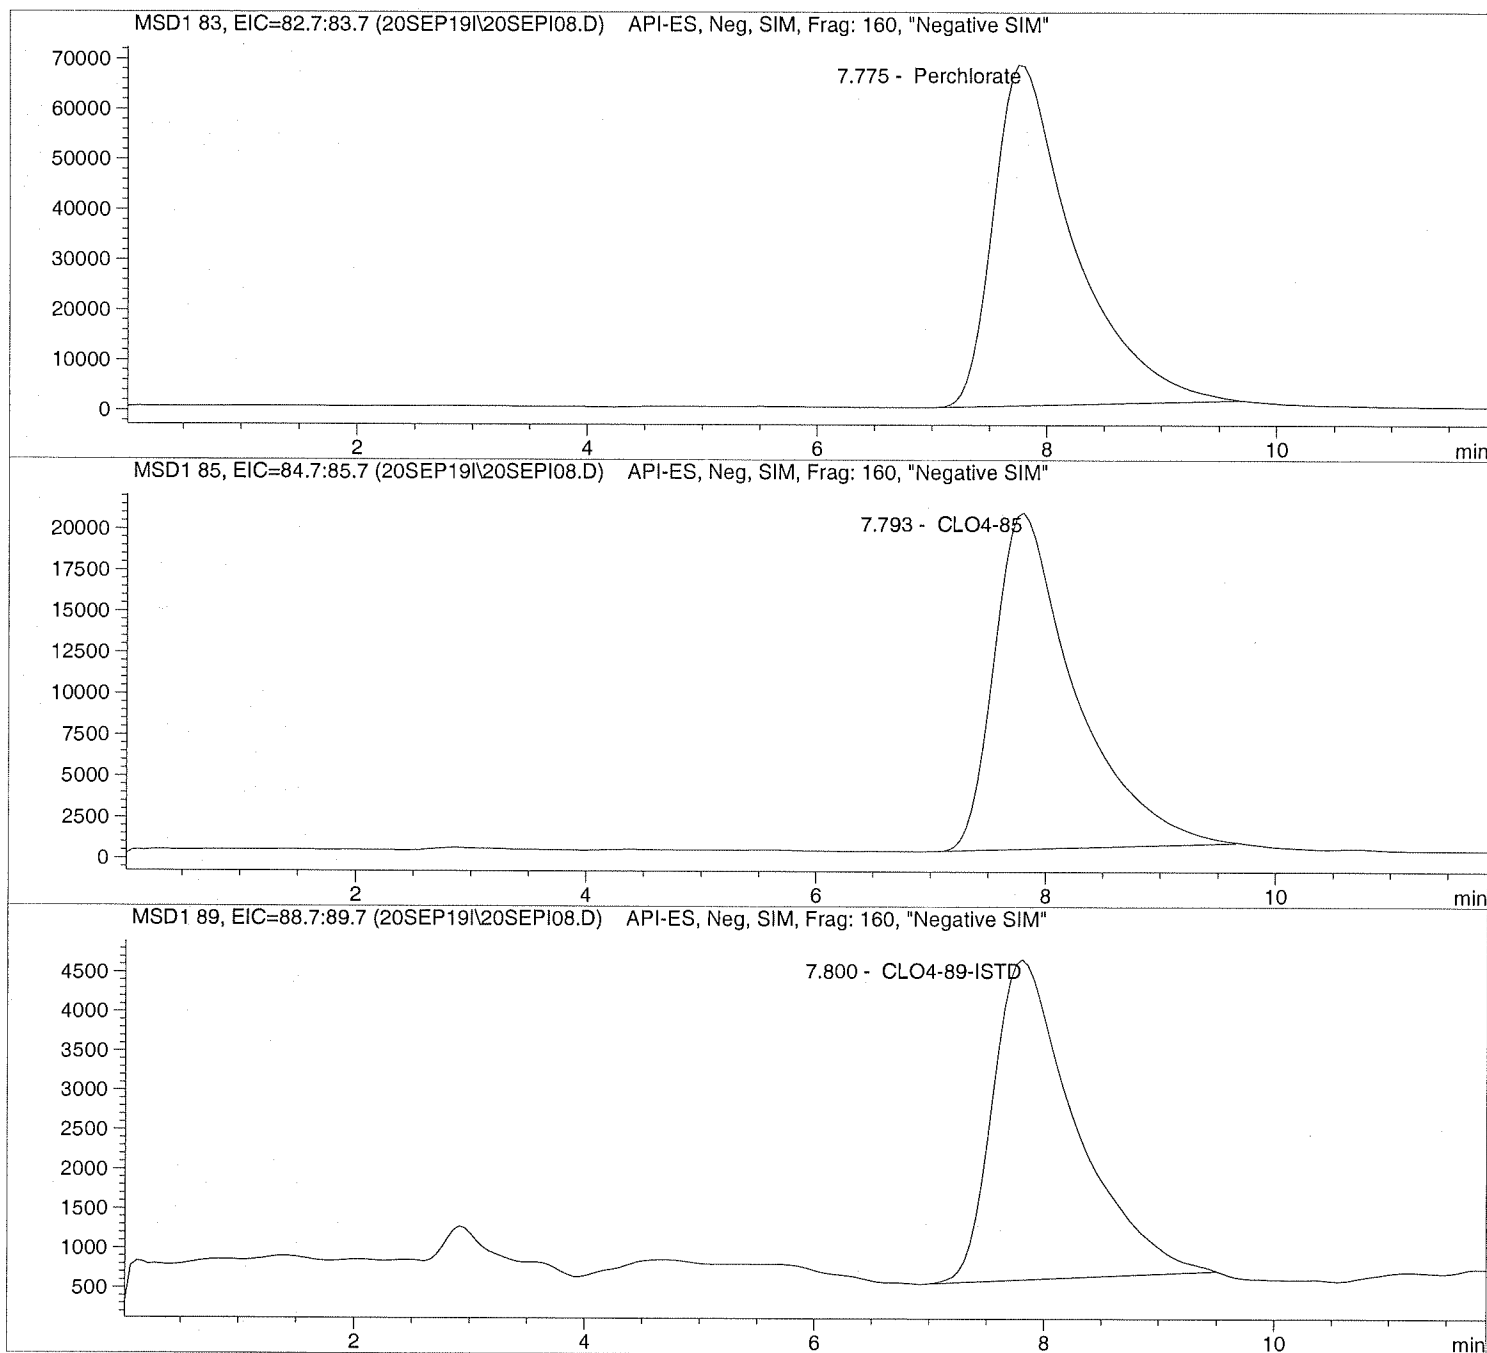 MSD1 83, EIC=82.7:83.7 (20SEP19I\20SEPI08.D) API-ES, Neg, SIM, Frag: 160, "Negative SIM"
70000
7.775 - Perchlorate
60000
50000
40000
30000
20000
10000
0
2 4 6 8 10 min
MSD1 85, EIC=84.7:85.7 (20SEP19I\20SEPI08.D) API-ES, Neg, SIM, Frag: 160, "Negative SIM"
20000
7.793 - CLO4-85
17500
15000
12500
10000
7500
5000
2500
0
2 4 6 8 10 min
MSD1 89, EIC=88.7:89.7 (20SEP19I\20SEPI08.D) API-ES, Neg, SIM, Frag: 160, "Negative SIM"
4500
7.800 - CLO4-89-ISTD
4000
3500
3000
2500
2000
1500
1000
500
2 4 6 8 10 min